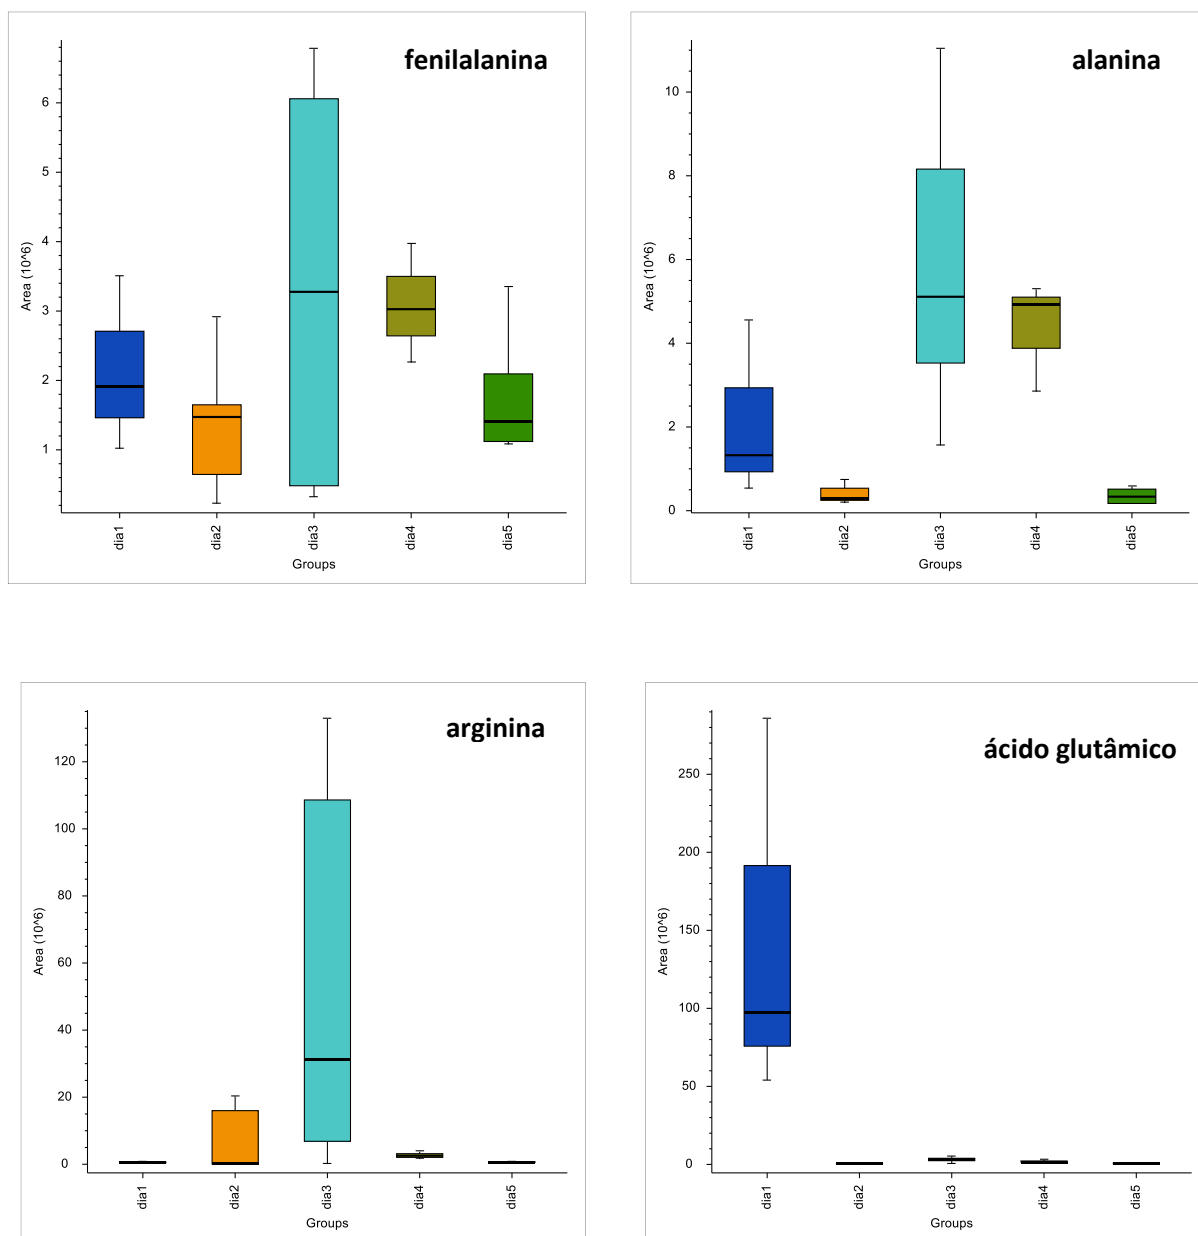 fenilalanina
6
5
4
3
2
1
Area (10^6)
dia1
dia2
dia3
dia4
dia5
Groups
alanina
10
8
6
4
2
0
Area (10^6)
dia1
dia2
dia3
dia4
dia5
Groups
arginina
120
100
80
60
40
20
0
Area (10^6)
dia1
dia2
dia3
dia4
dia5
Groups
ácido glutâmico
250
200
150
100
50
0
Area (10^6)
dia1
dia2
dia3
dia4
dia5
Groups